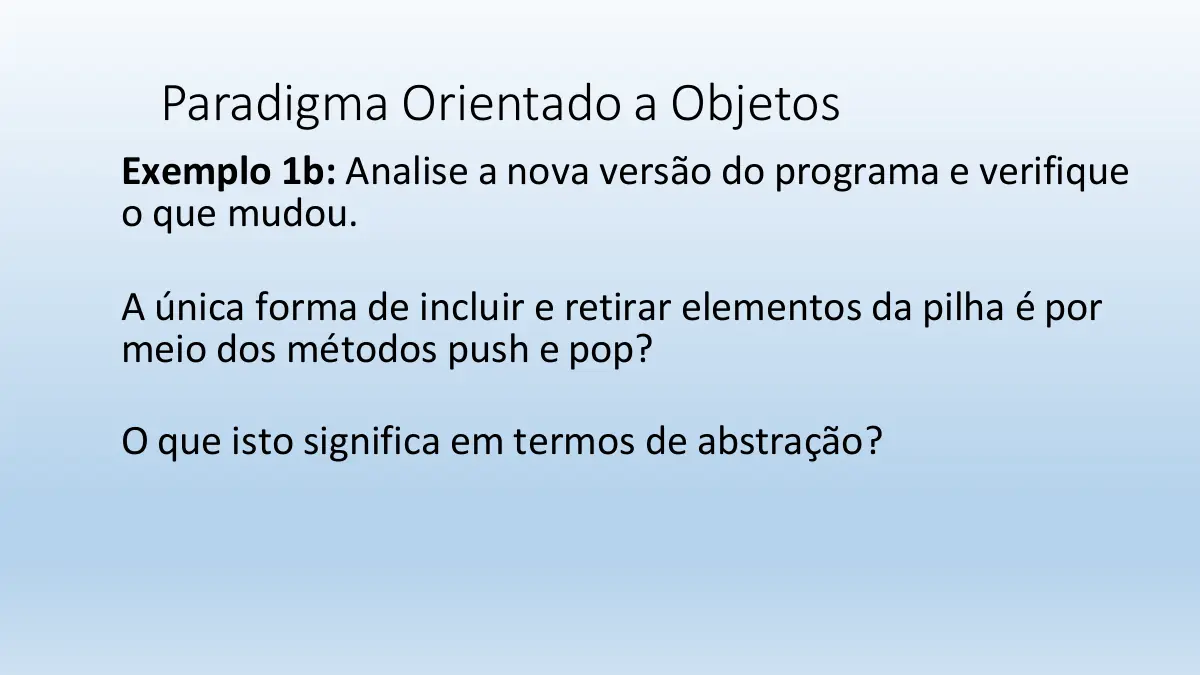 Paradigma Orientado a Objetos
Exemplo 1b: Analise a nova versão do programa e verifique
o que mudou.
A única forma de incluir e retirar elementos da pilha é por
meio dos métodos push e pop?
O que isto significa em termos de abstração?